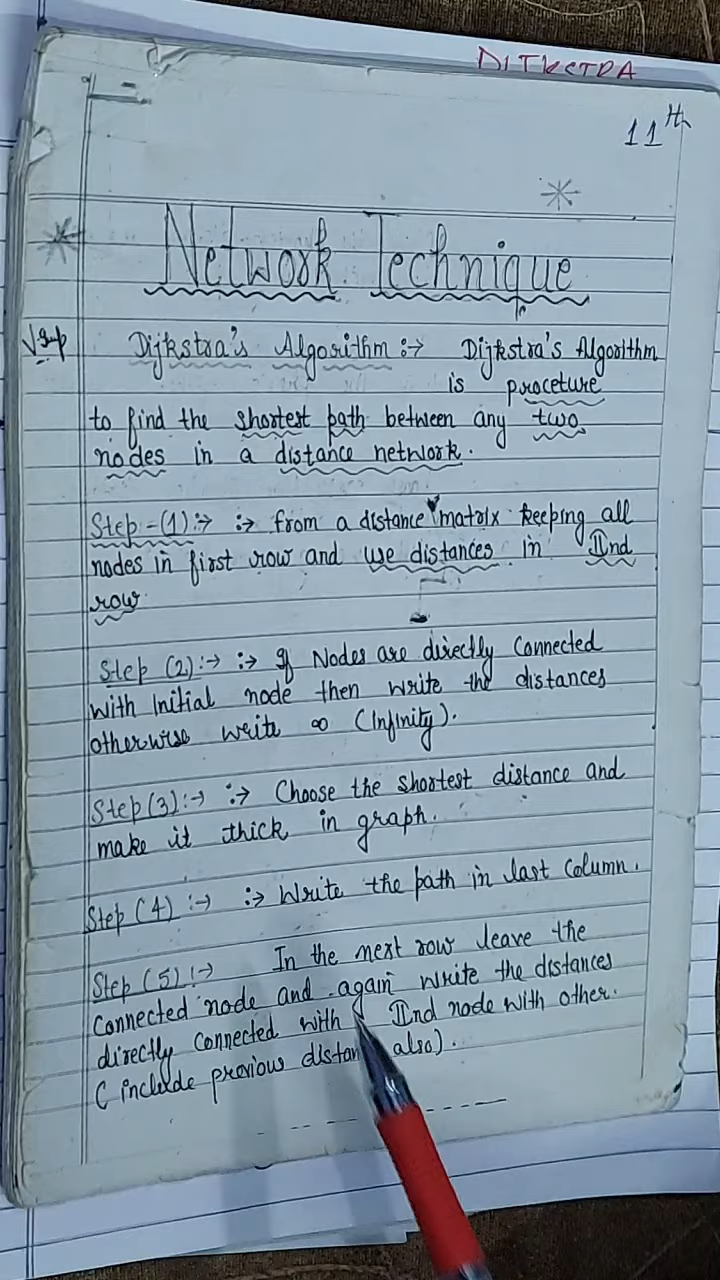 DITKSTRA
11th
Network Technique
V.Imp Dijkstra's Algorithm :→ Dijkstra's Algorithm
is proceture
to find the shortest path between any two
nodes in a distance network.
Step-(1):→ :→ from a distance matrix keeping all
nodes in first row and use distances in IInd
row
Step (2):→ :→ If Nodes are directly Connected
with Initial node then write the distances
otherwise write ∞ (Infinity).
Step(3):→ :→ Choose the shortest distance and
make it thick in graph.
Step (4) :→ :→ Write the path in last Column.
Step (5) :→ In the next row leave the
Connected node and again write the distances
directly Connected with IInd node with other.
( include previous distan also).